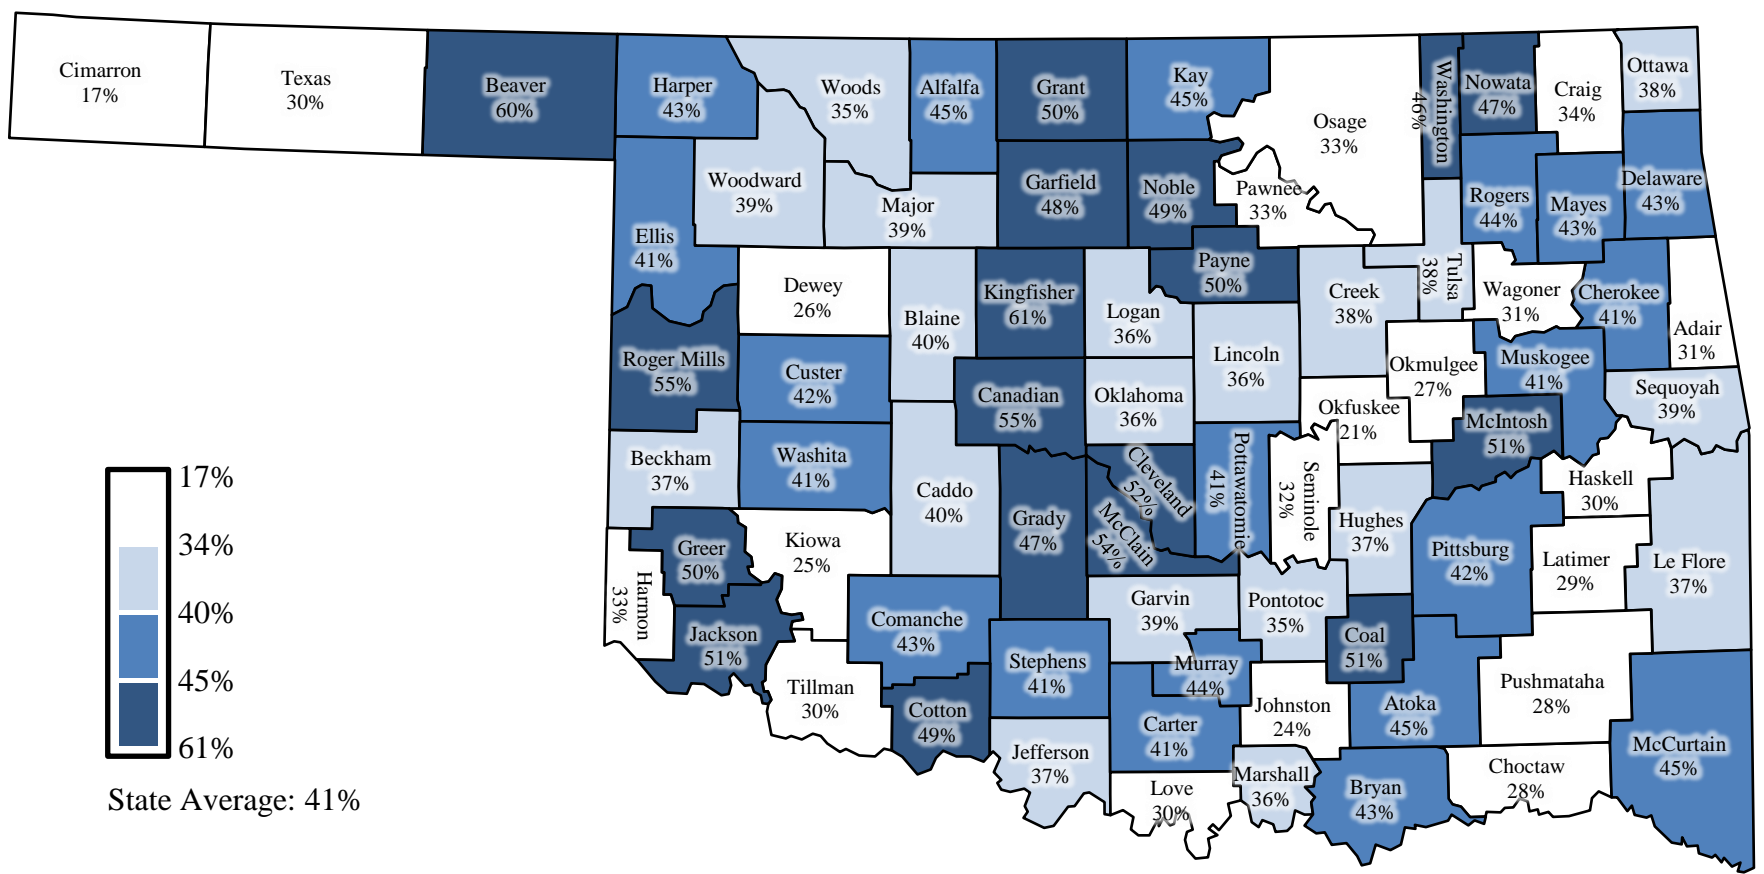 Cimarron
17%
Texas
30%
Beaver
60%
Harper
43%
Woods
35%
Alfalfa
45%
Grant
50%
Kay
45%
Osage
33%
Washington
46%
Nowata
47%
Craig
34%
Ottawa
38%
Woodward
39%
Major
39%
Garfield
48%
Noble
49%
Pawnee
33%
Rogers
44%
Mayes
43%
Delaware
43%
Ellis
41%
Dewey
26%
Blaine
40%
Kingfisher
61%
Logan
36%
Payne
50%
Creek
38%
Tulsa
38%
Wagoner
31%
Cherokee
41%
Adair
31%
Roger Mills
55%
Custer
42%
Canadian
55%
Oklahoma
36%
Lincoln
36%
Okmulgee
27%
Muskogee
41%
Sequoyah
39%
Okfuskee
21%
McIntosh
51%
Beckham
37%
Washita
41%
Caddo
40%
Grady
47%
Cleveland
52%
McClain
54%
Pottawatomie
41%
Seminole
32%
Hughes
37%
Haskell
30%
Pittsburg
42%
Latimer
29%
Le Flore
37%
Greer
50%
Kiowa
25%
Harmon
33%
Jackson
51%
Comanche
43%
Stephens
41%
Garvin
39%
Pontotoc
35%
Coal
51%
Murray
44%
Tillman
30%
Cotton
49%
Carter
41%
Johnston
24%
Atoka
45%
Pushmataha
28%
McCurtain
45%
Jefferson
37%
Love
30%
Marshall
36%
Bryan
43%
Choctaw
28%
17%
34%
40%
45%
61%
State Average: 41%